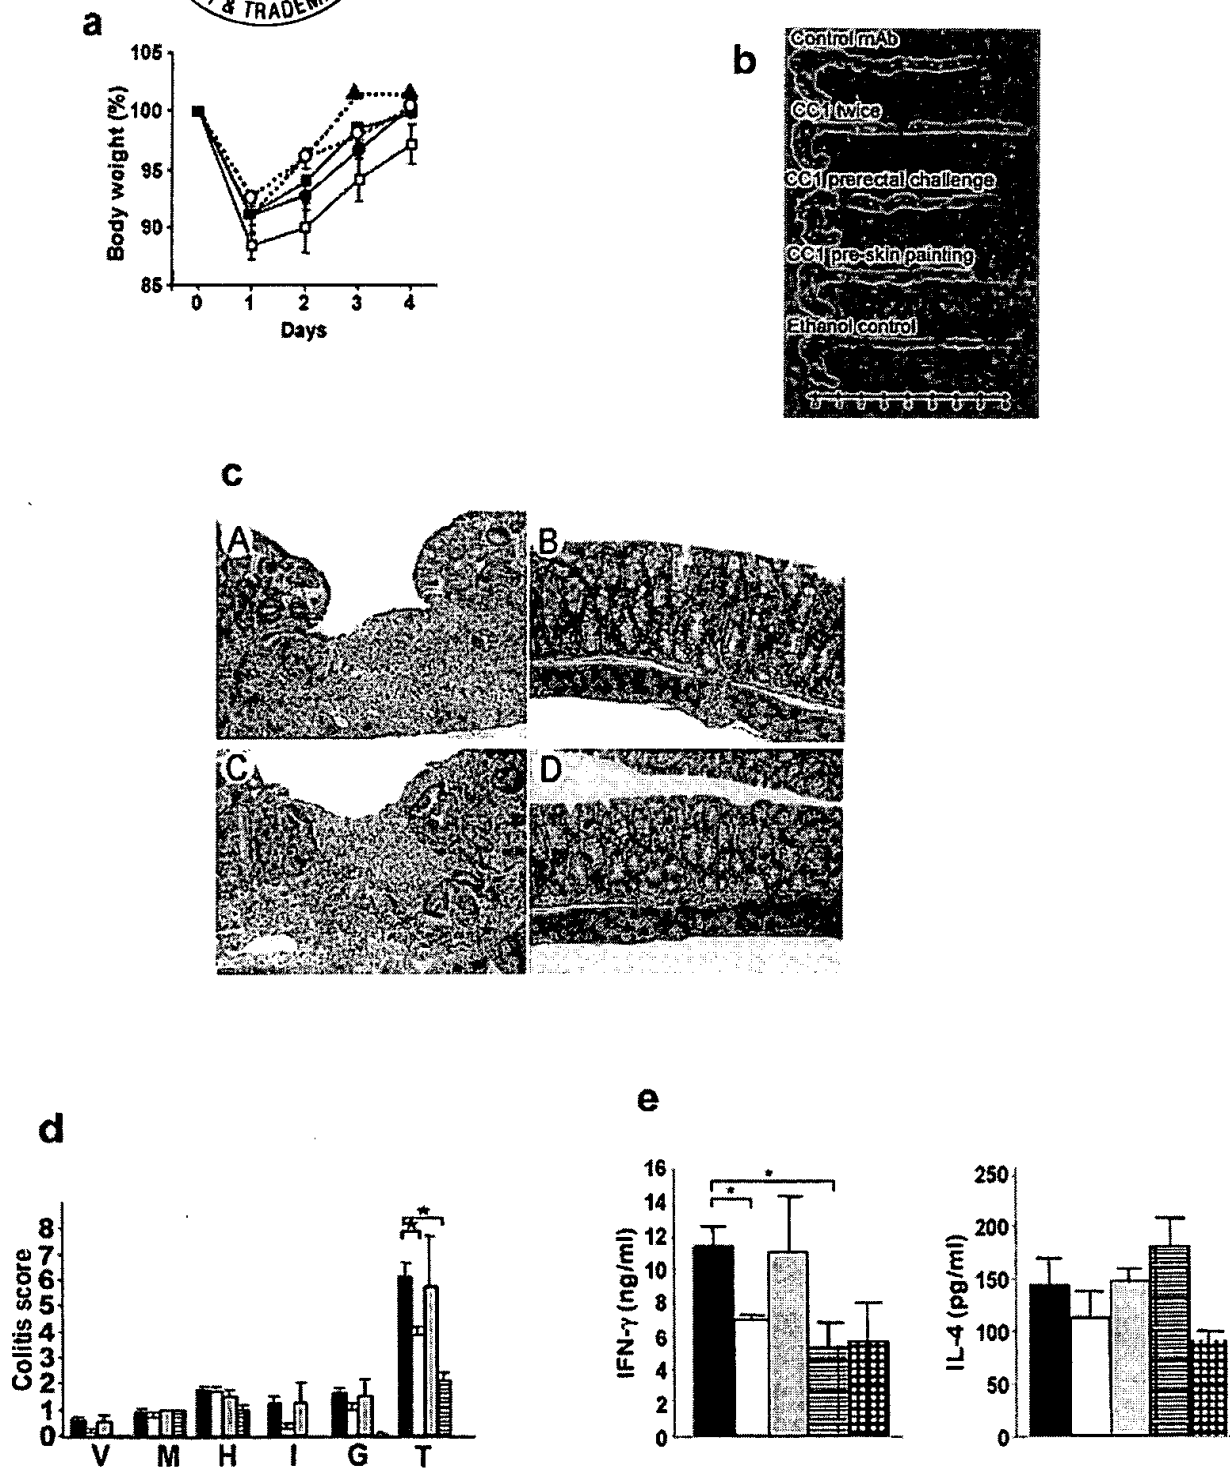 & TRADEM
a
105
100
95
90
85
Body weight (%)
0 1 2 3 4
Days
b
Control mAb
CC1 twice
CC1 prerectal challenge
CC1 pre-skin painting
Ethanol control
c
A B
C D
d
8
7
6
5
4
3
2
1
0
Colitis score
* *
V M H I G T
e
16
14
12
10
8
6
4
2
0
IFN-γ (ng/ml)
* *
250
200
150
100
50
0
IL-4 (pg/ml)